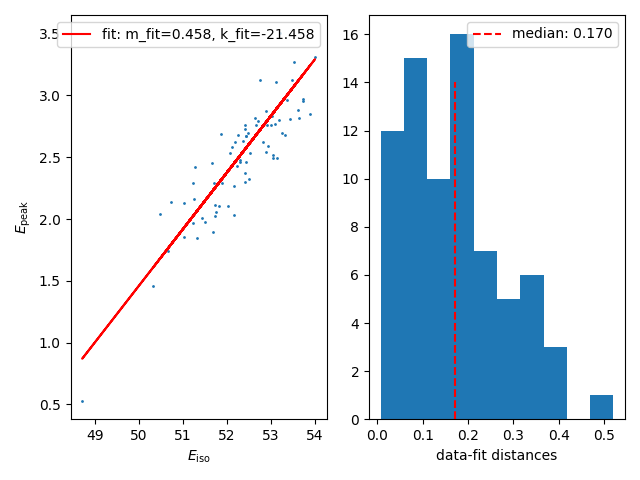 fit: m_fit=0.458, k_fit=-21.458
3.5
3.0
2.5
2.0
1.5
1.0
0.5
E_peak
49 50 51 52 53 54
E_iso
median: 0.170
16
14
12
10
8
6
4
2
0
0.0 0.1 0.2 0.3 0.4 0.5
data-fit distances